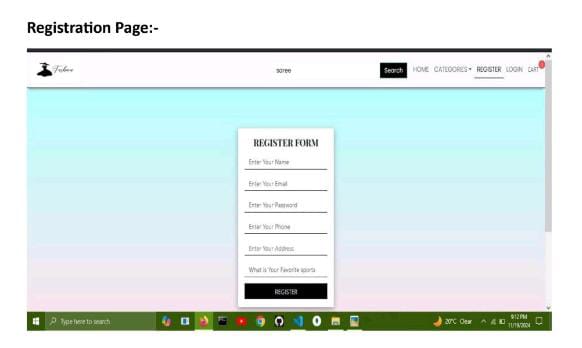 Registration Page:-
saree
Search HOME CATEGORIES REGISTER LOGIN CART
REGISTER FORM
Enter Your Name
Enter Your Email
Enter Your Password
Enter Your Phone
Enter Your Address
What is Your Favorite sports
REGISTER
Type here to search
20°C Clear
9:12 PM
11/19/2024